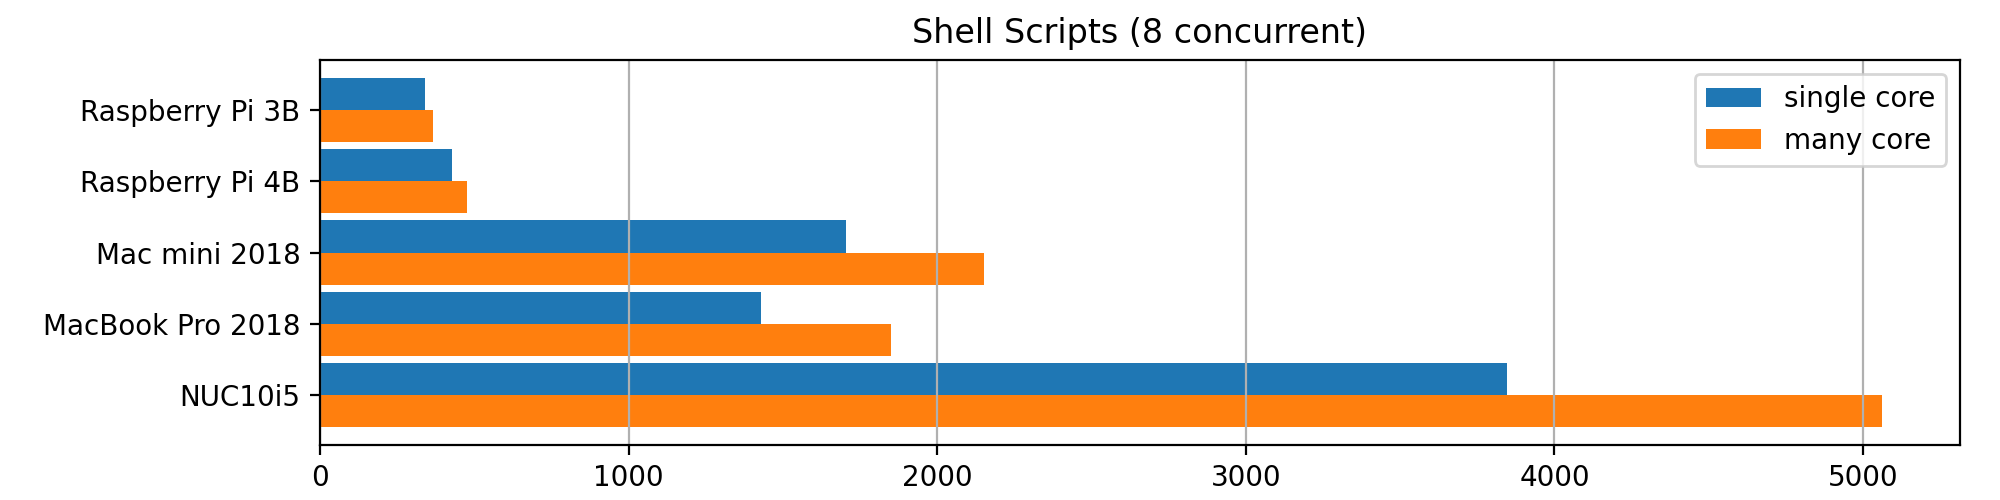 Shell Scripts (8 concurrent)
single core
many core
Raspberry Pi 3B
Raspberry Pi 4B
Mac mini 2018
MacBook Pro 2018
NUC10i5
0 1000 2000 3000 4000 5000